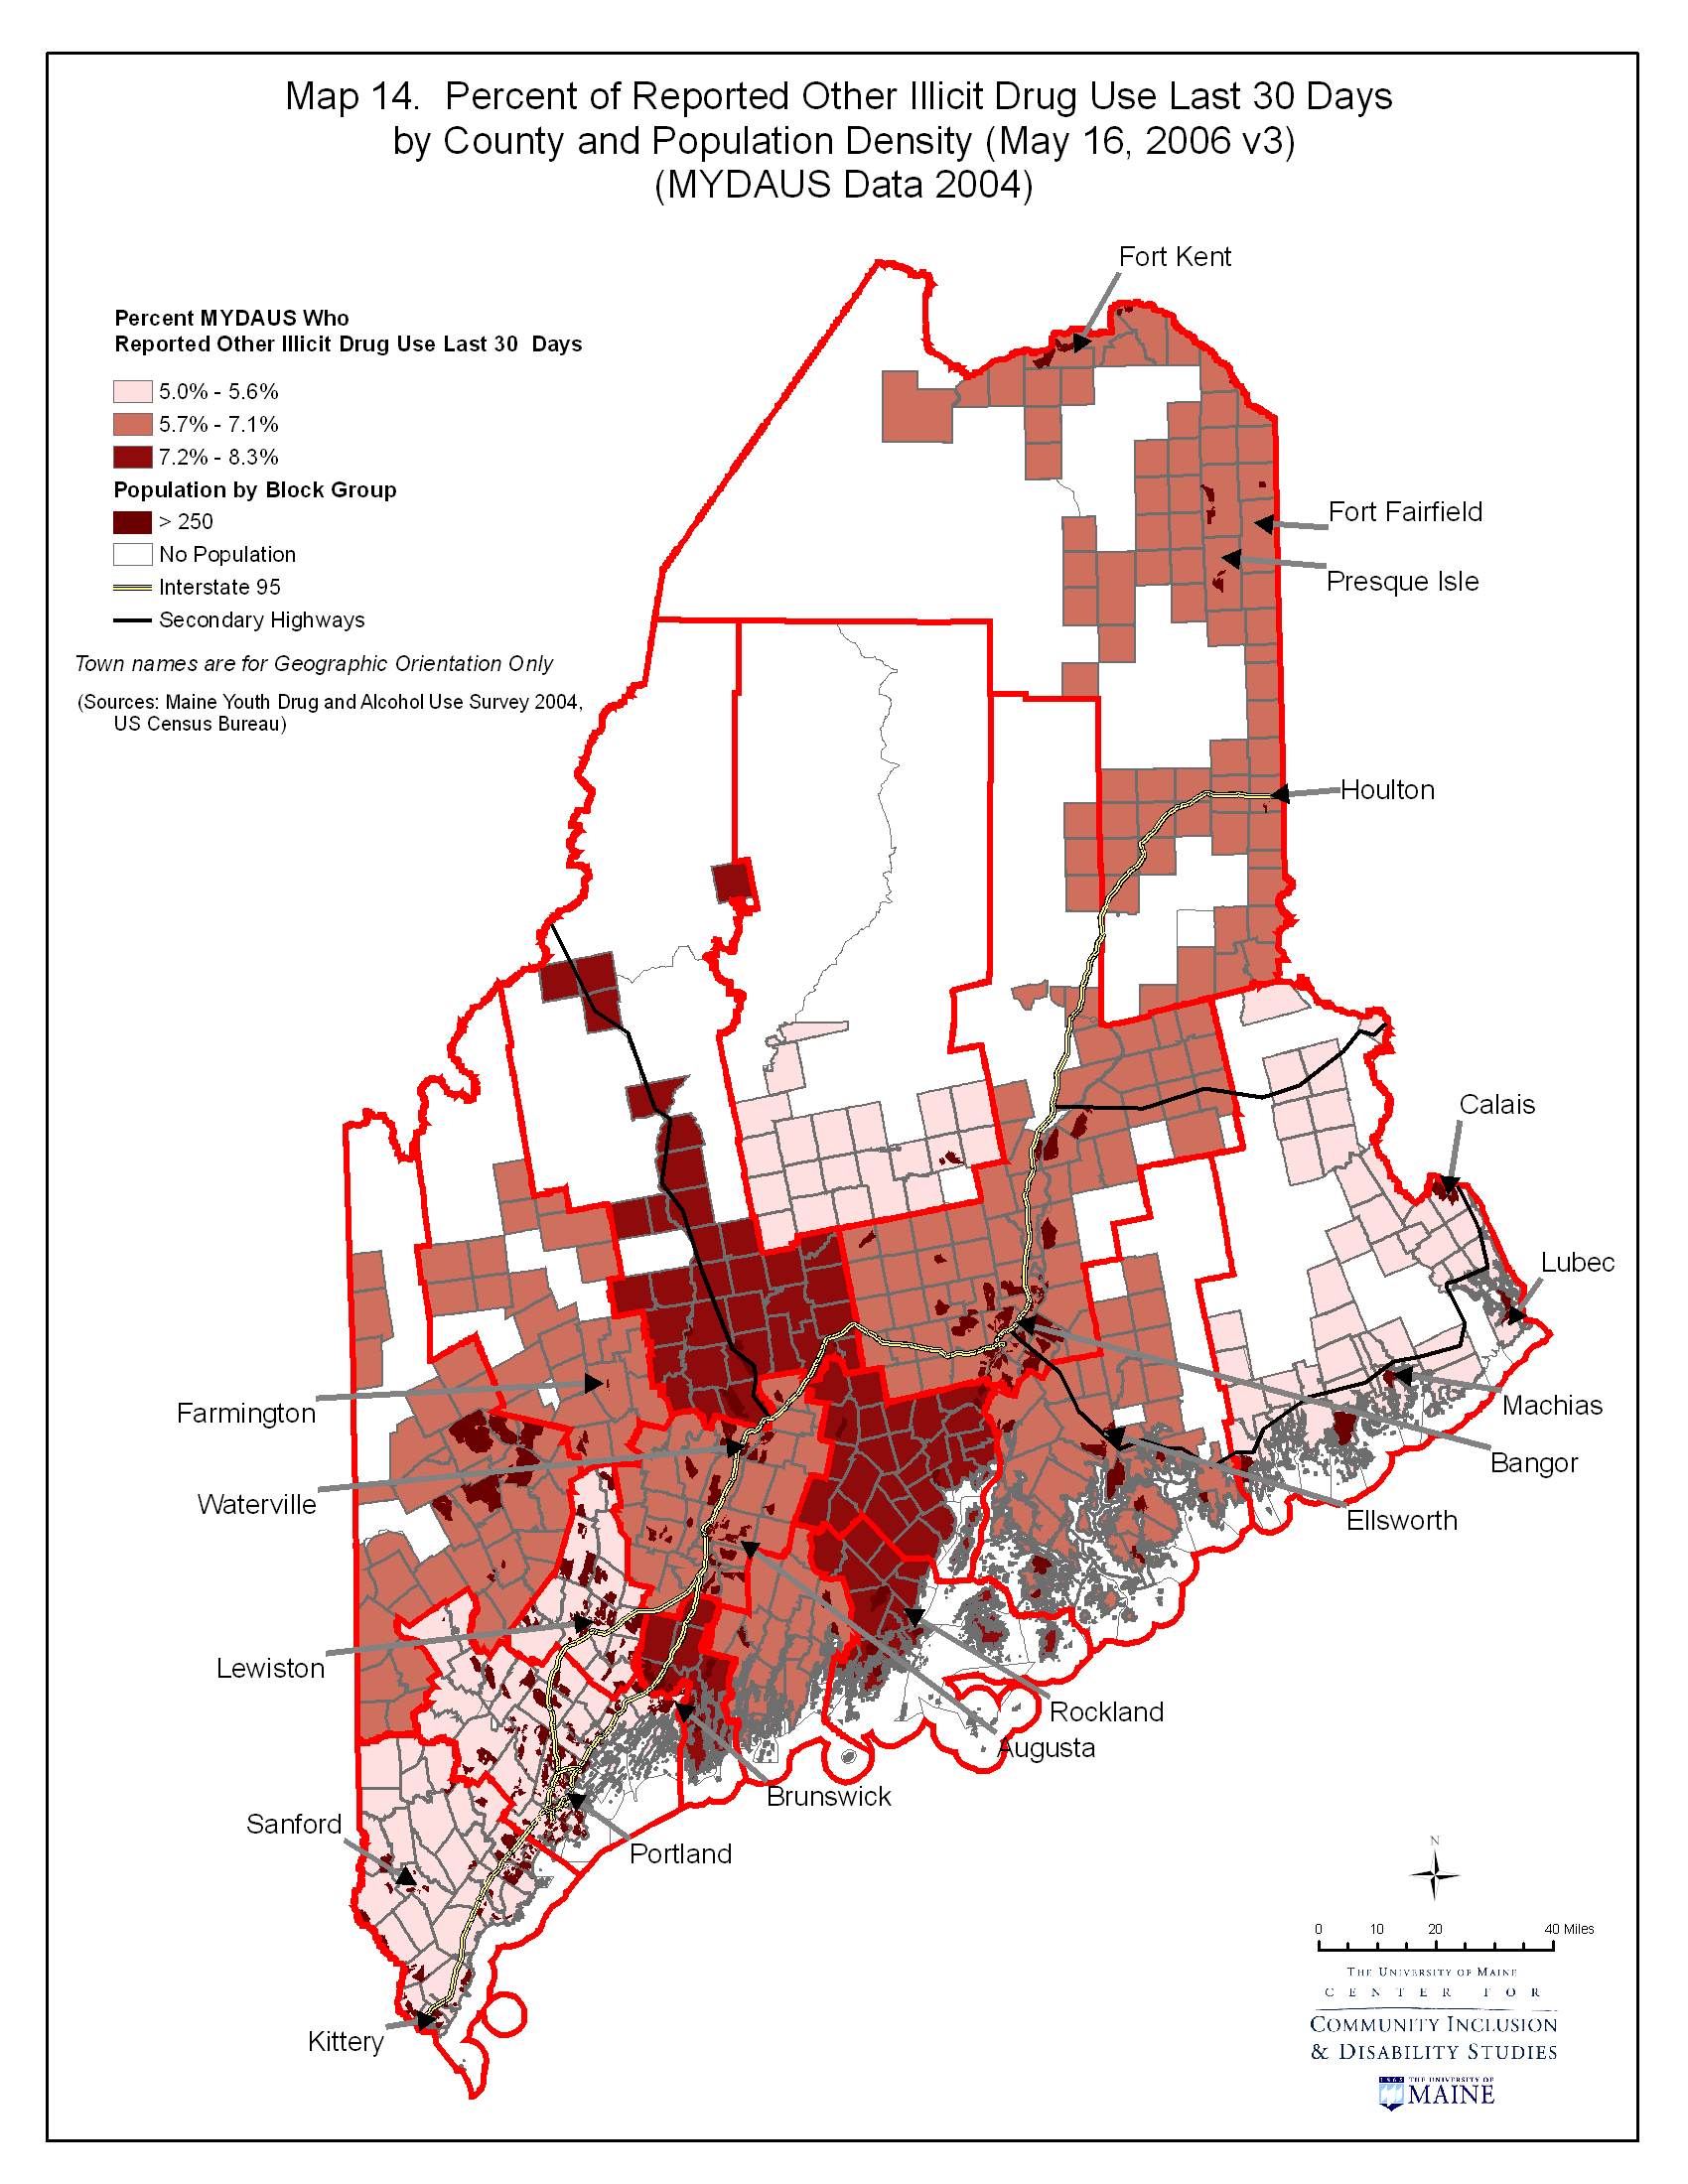 Map 14.  Percent of Reported Other Illicit Drug Use Last 30 Days
by County and Population Density (May 16, 2006 v3)
(MYDAUS Data 2004)
Percent MYDAUS Who
Reported Other Illicit Drug Use Last 30  Days
5.0% - 5.6%
5.7% - 7.1%
7.2% - 8.3%
Population by Block Group
> 250
No Population
Interstate 95
Secondary Highways
Town names are for Geographic Orientation Only
(Sources: Maine Youth Drug and Alcohol Use Survey 2004,
US Census Bureau)
Fort Kent
Fort Fairfield
Presque Isle
Houlton
Calais
Lubec
Machias
Bangor
Ellsworth
Farmington
Waterville
Lewiston
Rockland
Augusta
Brunswick
Sanford
Portland
Kittery
N
0 10 20 40 Miles
THE UNIVERSITY OF MAINE
CENTER FOR
COMMUNITY INCLUSION
& DISABILITY STUDIES
1865 THE UNIVERSITY OF
MAINE